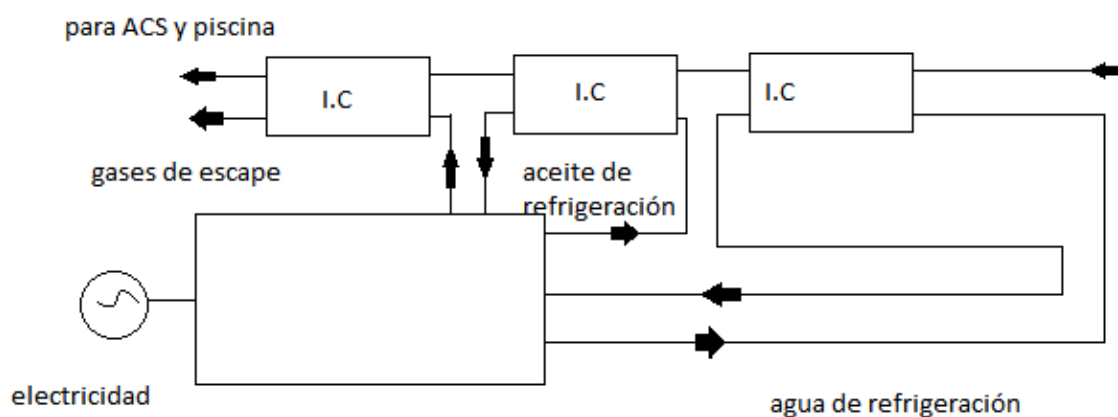 para ACS y piscina
I.C
I.C
I.C
gases de escape
aceite de
refrigeración
electricidad
agua de refrigeración